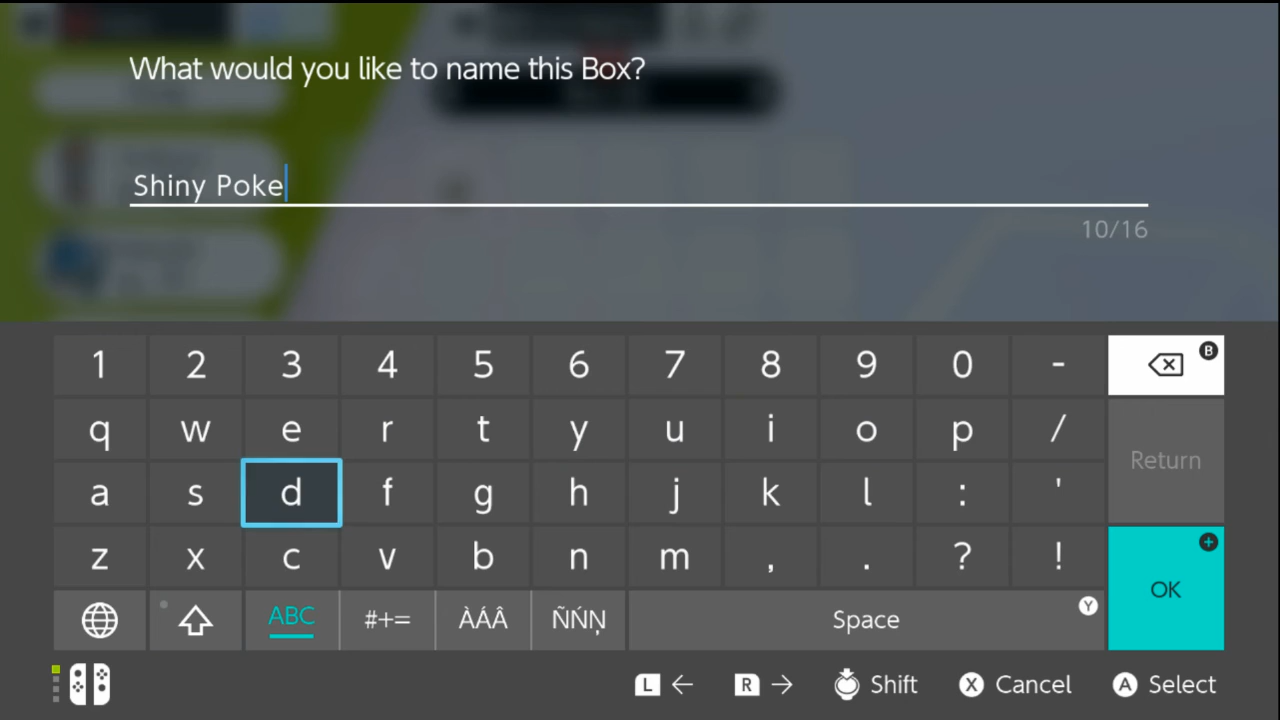 What would you like to name this Box?
Shiny Poke
10/16
1 2 3 4 5 6 7 8 9 0 - B
q w e r t y u i o p /
Return
a s d f g h j k l : '
z x c v b n m , . ? ! +
OK
ABC #+= ÀÁÂ ÑŃŅ Space Y
L ← R → Shift X Cancel A Select